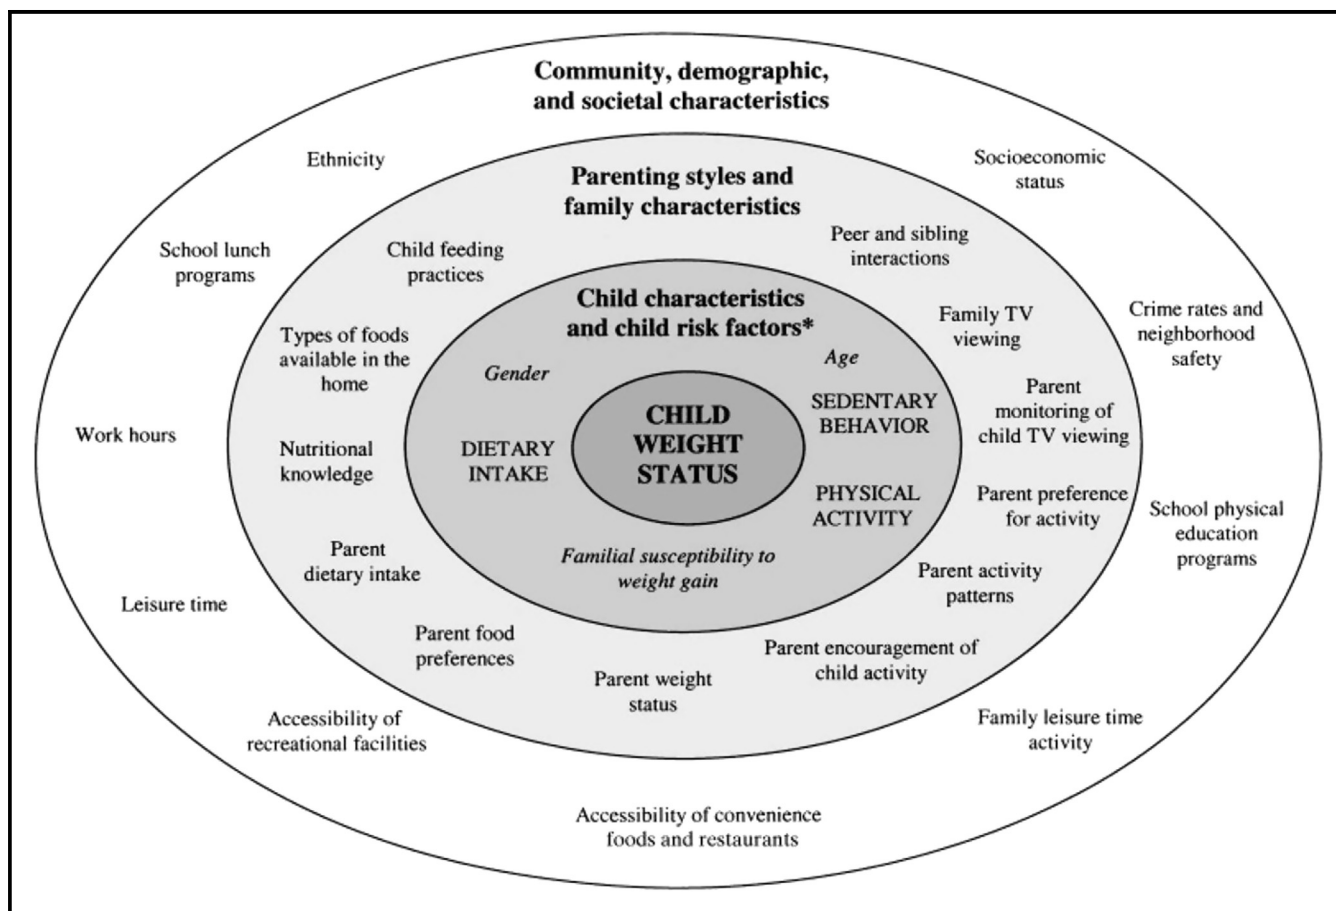 Community, demographic,
and societal characteristics
Ethnicity
Socioeconomic
status
Parenting styles and
family characteristics
School lunch
programs
Child feeding
practices
Peer and sibling
interactions
Child characteristics
and child risk factors*
Types of foods
available in the
home
Family TV
viewing
Crime rates and
neighborhood
safety
Gender
Age
Work hours
Nutritional
knowledge
DIETARY
INTAKE
CHILD
WEIGHT
STATUS
SEDENTARY
BEHAVIOR
Parent
monitoring of
child TV viewing
PHYSICAL
ACTIVITY
Parent preference
for activity
School physical
education
programs
Leisure time
Parent
dietary intake
Familial susceptibility to
weight gain
Parent activity
patterns
Parent food
preferences
Parent weight
status
Parent encouragement of
child activity
Accessibility of
recreational facilities
Family leisure time
activity
Accessibility of convenience
foods and restaurants